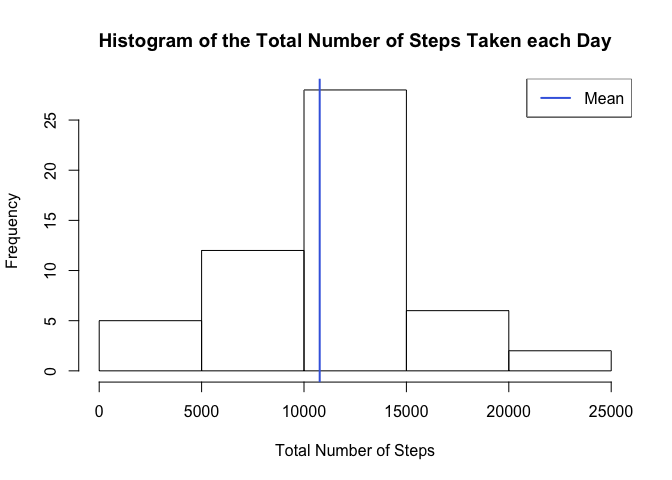 Histogram of the Total Number of Steps Taken each Day
Mean
Frequency
25
20
15
10
5
0
0 5000 10000 15000 20000 25000
Total Number of Steps